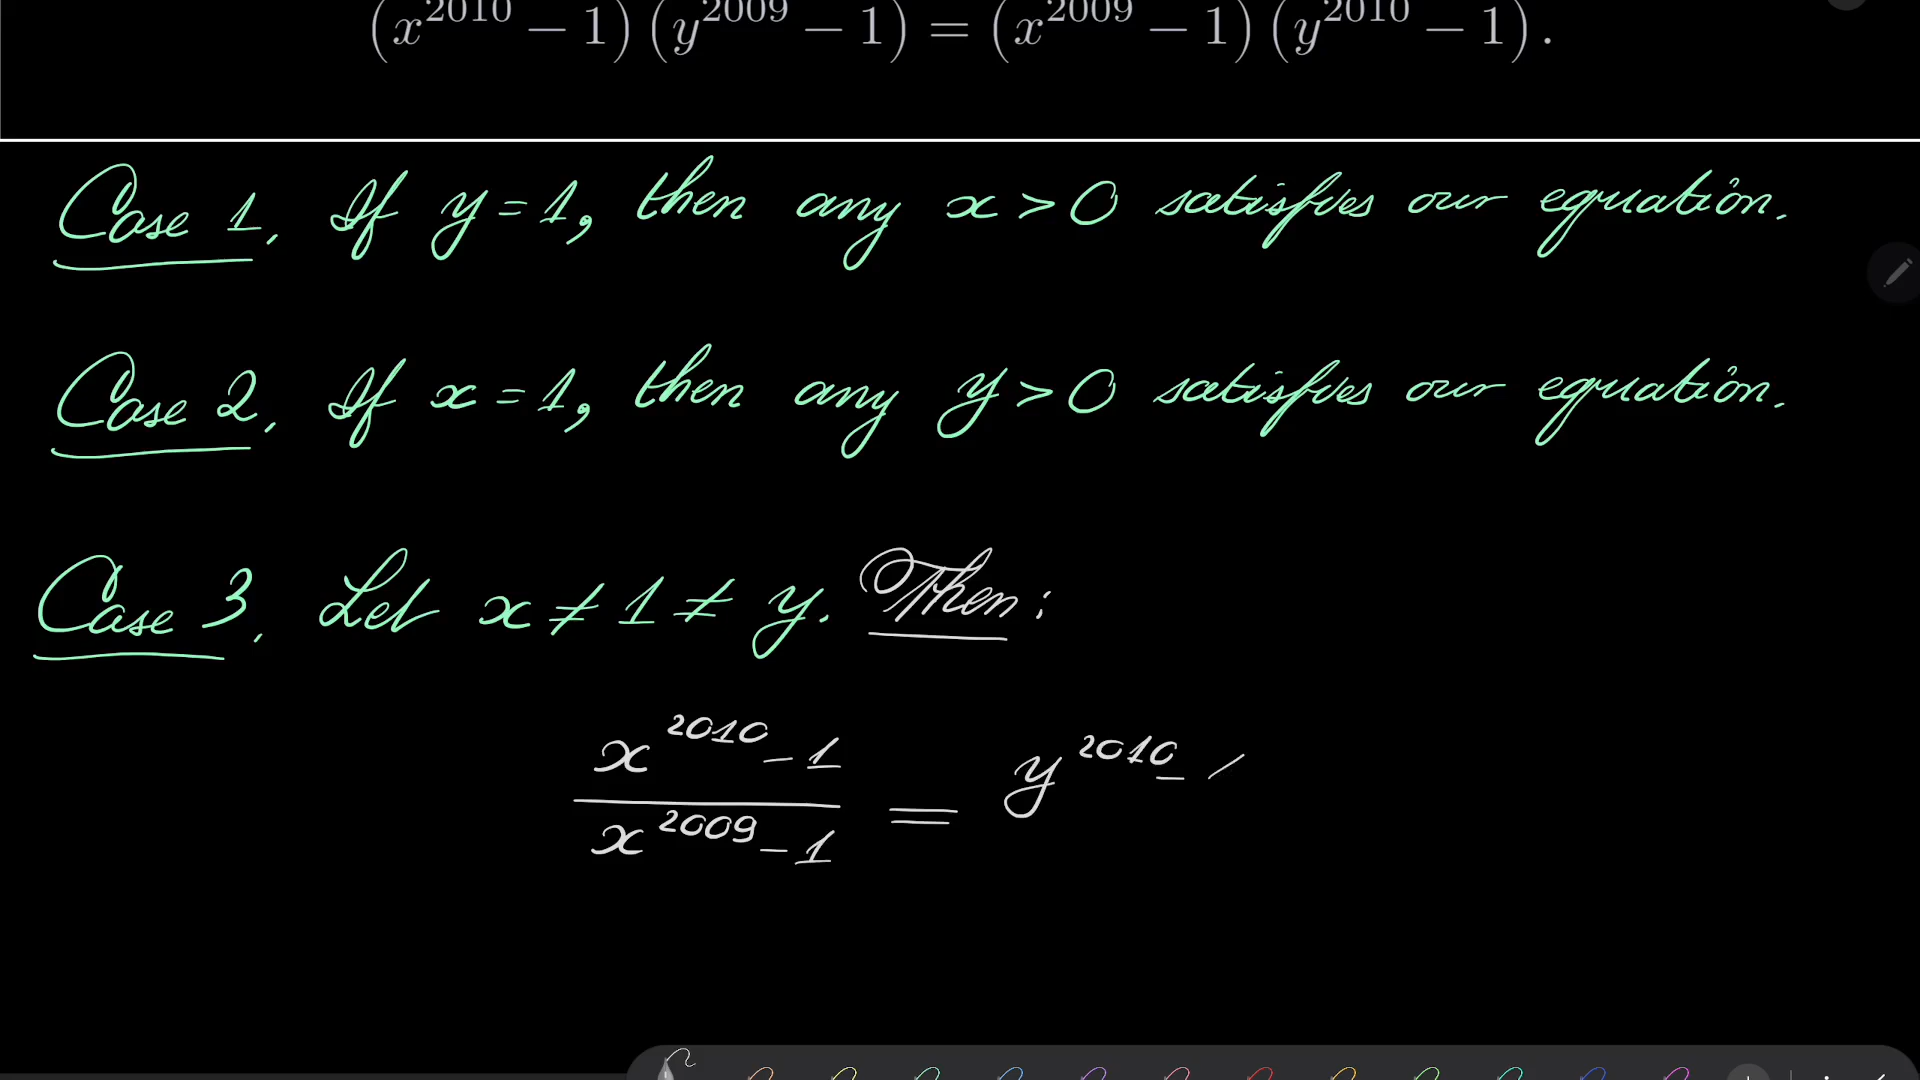 (x^2010 − 1)(y^2009 − 1) = (x^2009 − 1)(y^2010 − 1).
Case 1. If y = 1, then any x > 0 satisfies our equation.
Case 2. If x = 1, then any y > 0 satisfies our equation.
Case 3. Let x ≠ 1 ≠ y. Then:
x^2010 − 1 / x^2009 − 1 = y^2010 −